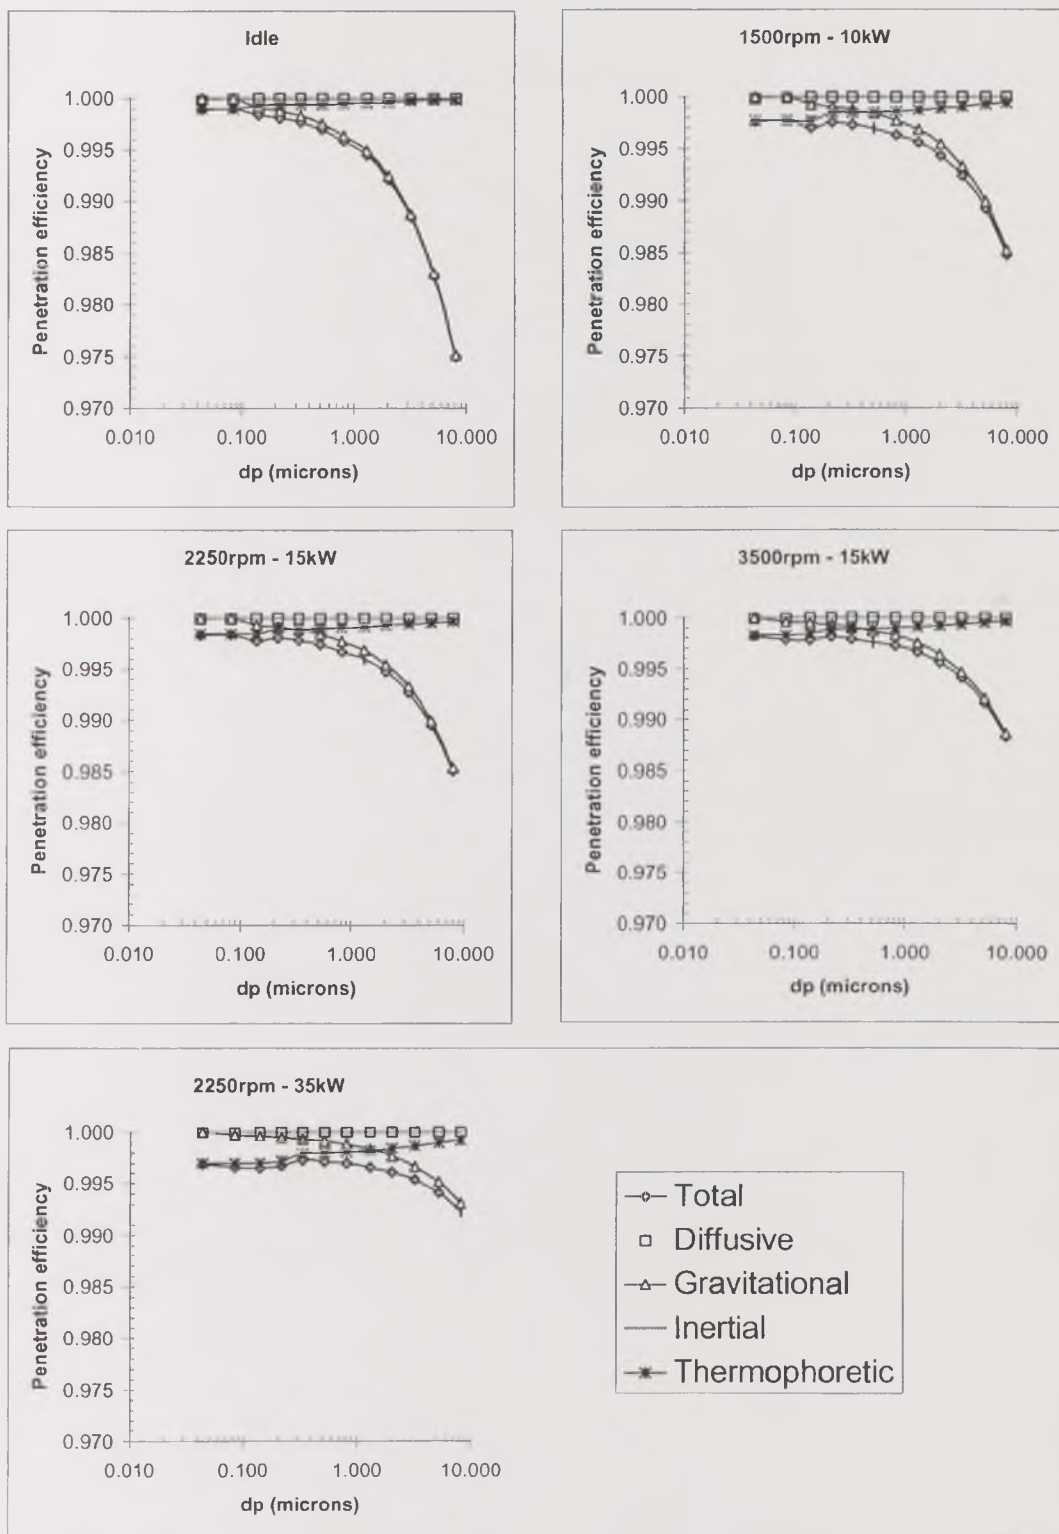 Idle
1.000
0.995
0.990
0.985
0.980
0.975
0.970
Penetration efficiency
0.010 0.100 1.000 10.000
dp (microns)
1500rpm - 10kW
1.000
0.995
0.990
0.985
0.980
0.975
0.970
Penetration efficiency
0.010 0.100 1.000 10.000
dp (microns)
2250rpm - 15kW
1.000
0.995
0.990
0.985
0.980
0.975
0.970
Penetration efficiency
0.010 0.100 1.000 10.000
dp (microns)
3500rpm - 15kW
1.000
0.995
0.990
0.985
0.980
0.975
0.970
Penetration efficiency
0.010 0.100 1.000 10.000
dp (microns)
2250rpm - 35kW
1.000
0.995
0.990
0.985
0.980
0.975
0.970
Penetration efficiency
0.010 0.100 1.000 10.000
dp (microns)
Total
Diffusive
Gravitational
Inertial
Thermophoretic